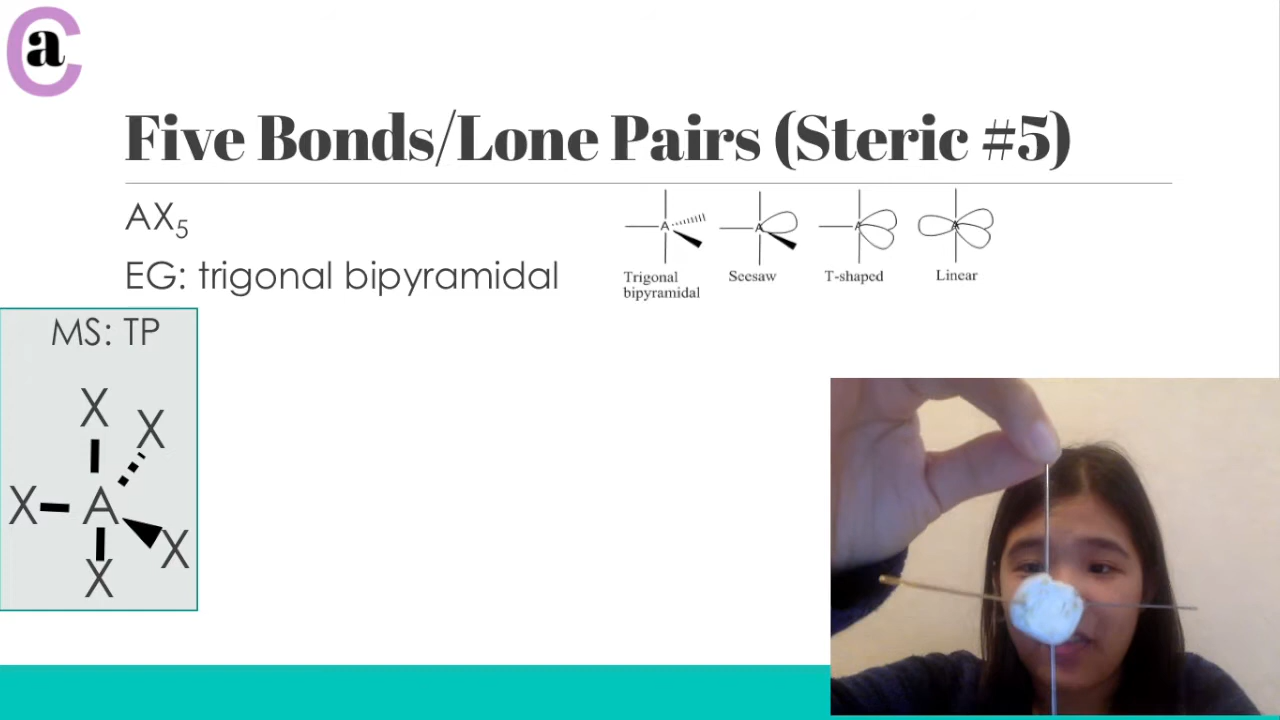 a
C
Five Bonds/Lone Pairs (Steric #5)
AX₅
EG: trigonal bipyramidal
A A A A
Trigonal bipyramidal
Seesaw
T-shaped
Linear
MS: TP
X
X
X A
X
X